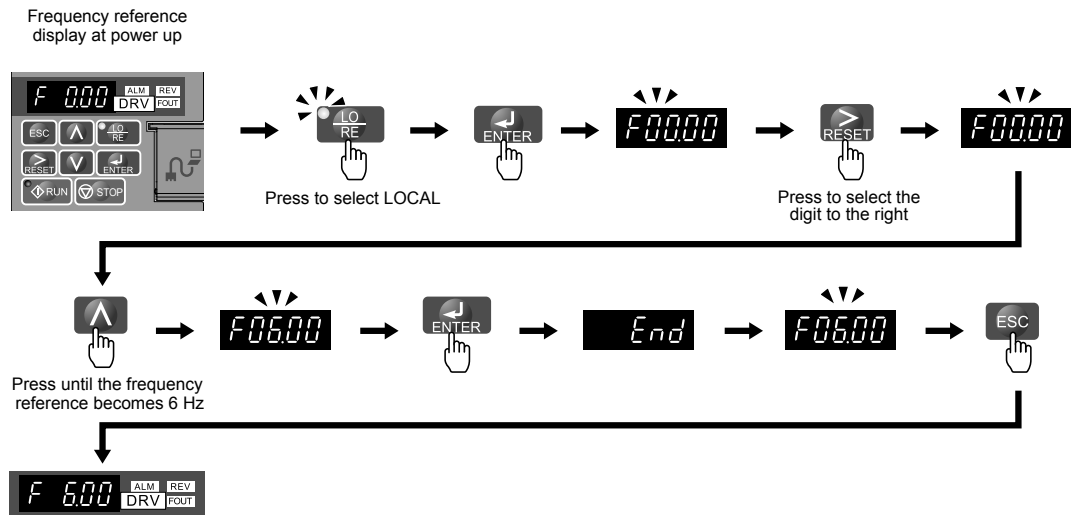 Frequency reference
display at power up
F 0.00
ALM REV
DRV FOUT
ESC
LO
RE
>
RESET
ENTER
RUN
STOP
LO
RE
Press to select LOCAL
ENTER
F00.00
>
RESET
Press to select the
digit to the right
F00.00
Press until the frequency
reference becomes 6 Hz
F06.00
ENTER
End
F06.00
ESC
F 6.00
ALM REV
DRV FOUT